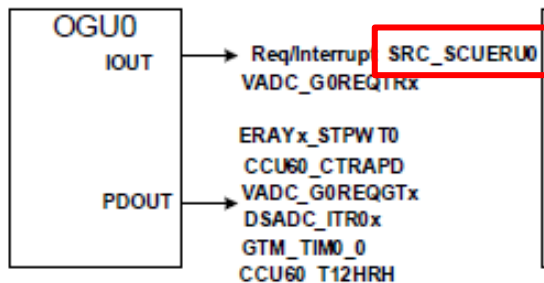 OGU0
IOUT
Req/Interrupt SRC_SCUERU0
VADC_G0REQTRx
ERAYx_STPWT0
CCU60_CTRAPD
PDOUT
VADC_G0REQGTx
DSADC_ITR0x
GTM_TIM0_0
CCU60_T12HRH